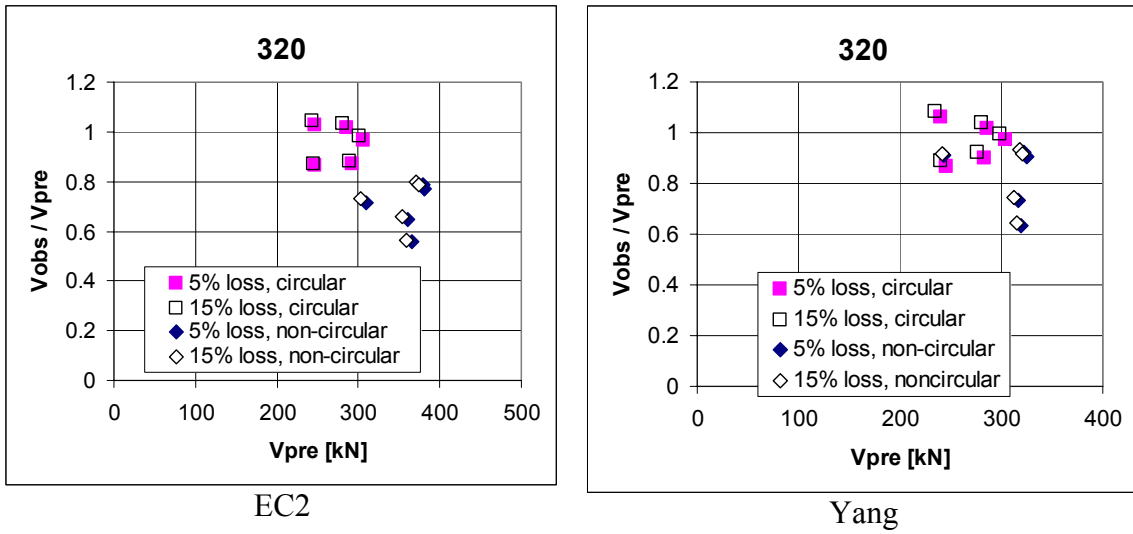 320
Vobs / Vpre
1.2
1
0.8
0.6
0.4
0.2
0
5% loss, circular
15% loss, circular
5% loss, non-circular
15% loss, non-circular
0 100 200 300 400 500
Vpre [kN]
EC2
320
Vobs / Vpre
1.2
1
0.8
0.6
0.4
0.2
0
5% loss, circular
15% loss, circular
5% loss, non-circular
15% loss, noncircular
0 100 200 300 400
Vpre [kN]
Yang